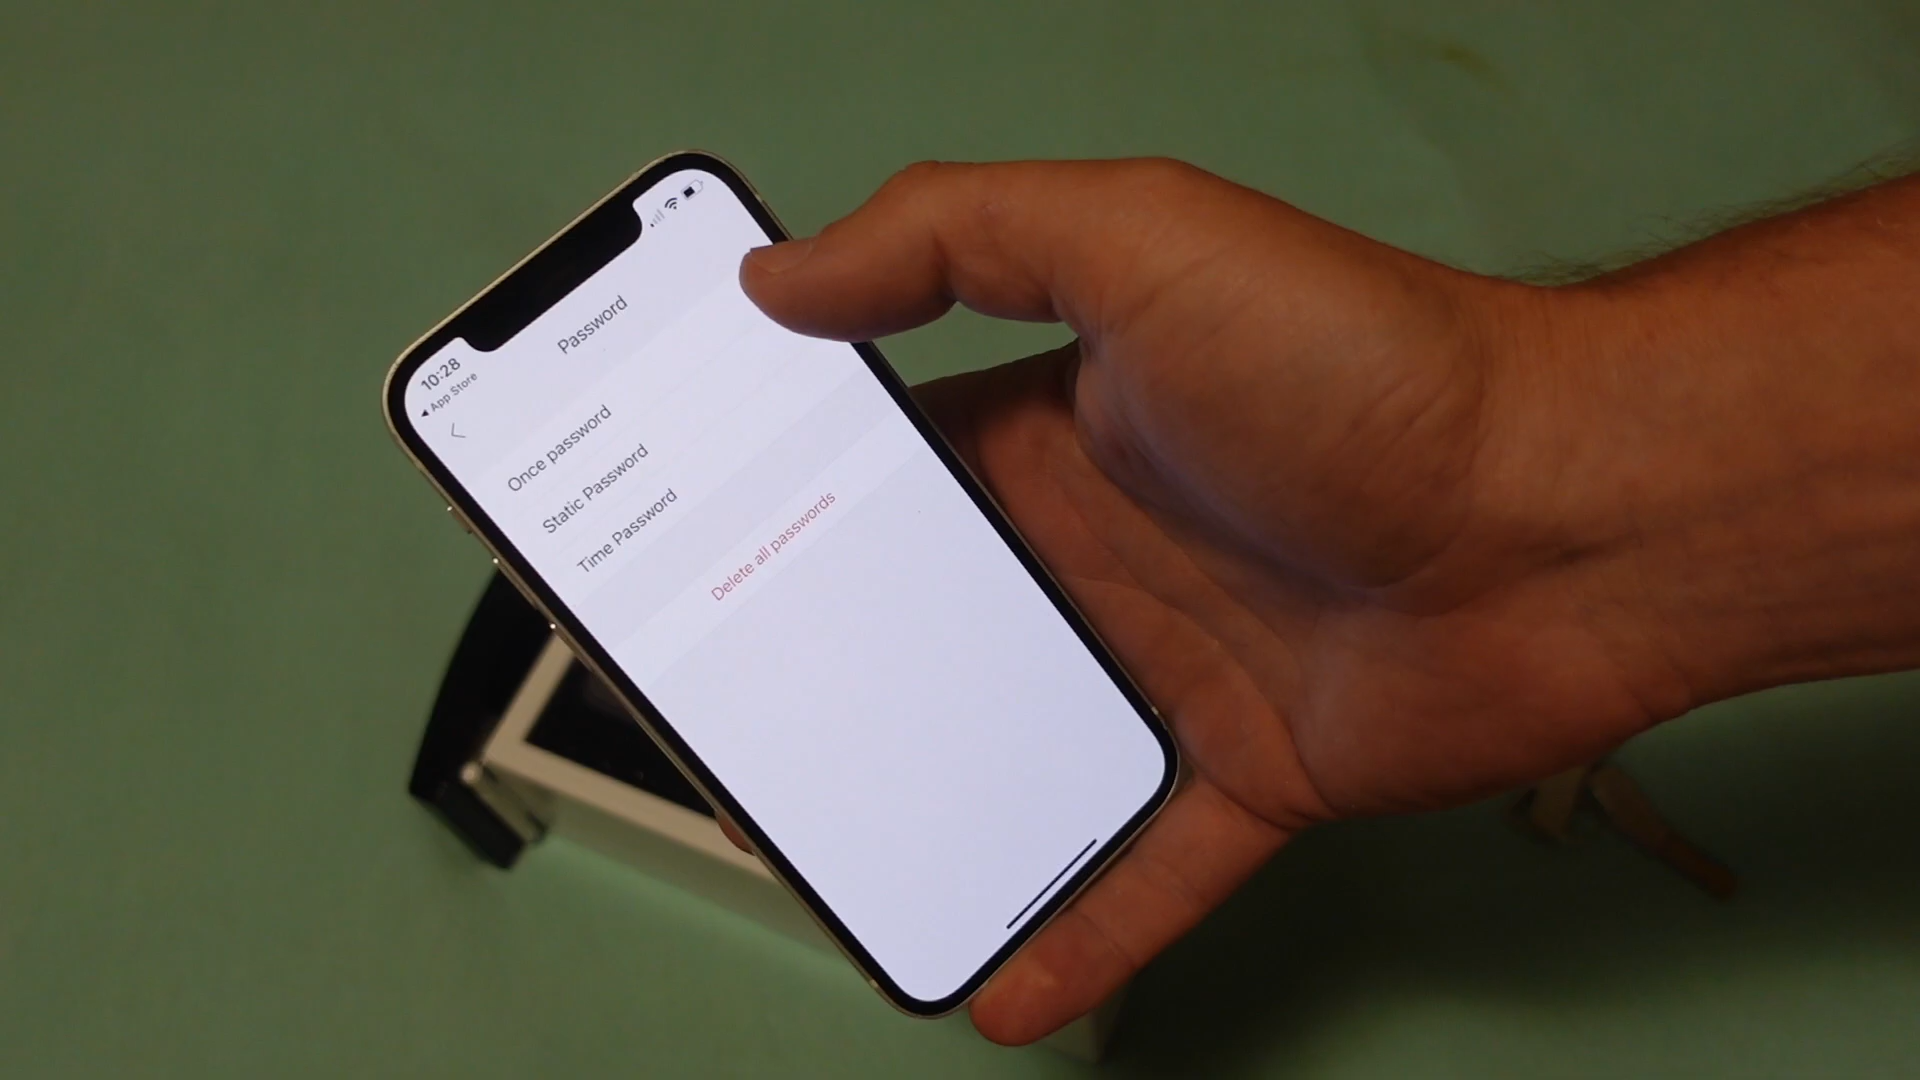 10:28
◀ App Store
Password
Once password
Static Password
Time Password
Delete all passwords